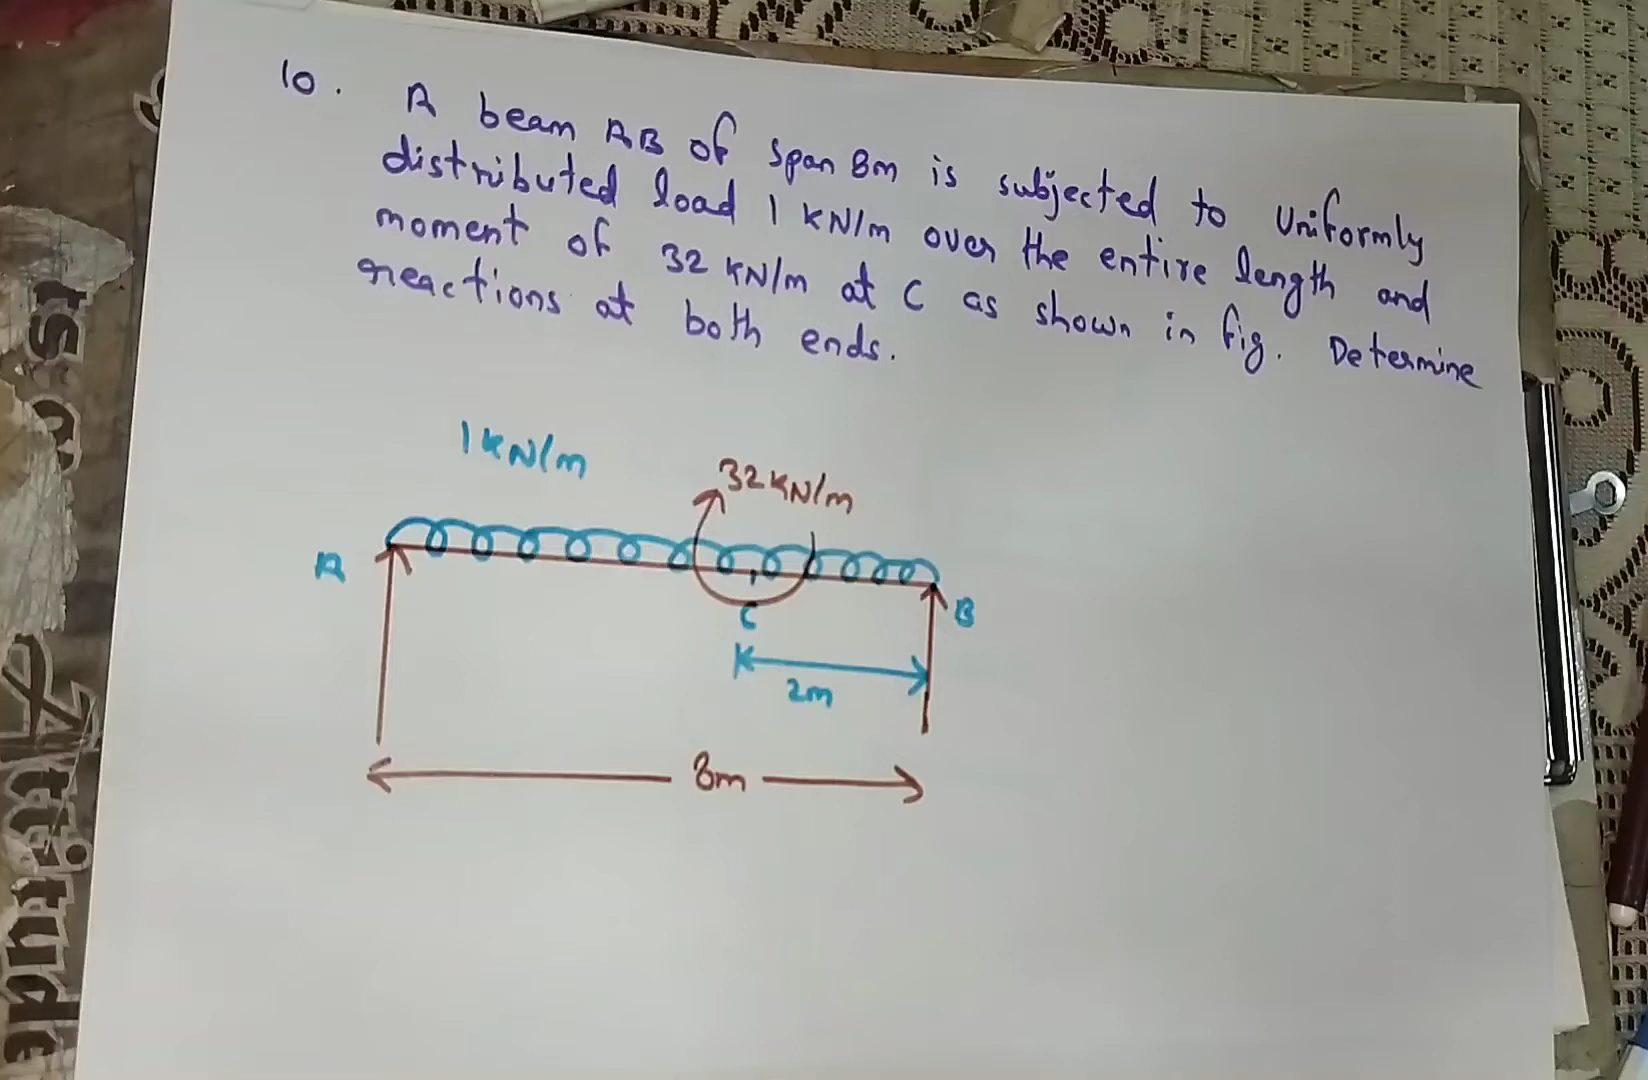 10. A beam AB of span 8m is subjected to Uniformly
distributed load 1 KN/m over the entire length and
moment of 32 KN/m at C as shown in fig. Determine
reactions at both ends.
1KN/m
32KN/m
A
B
C
2m
8m
Attitude